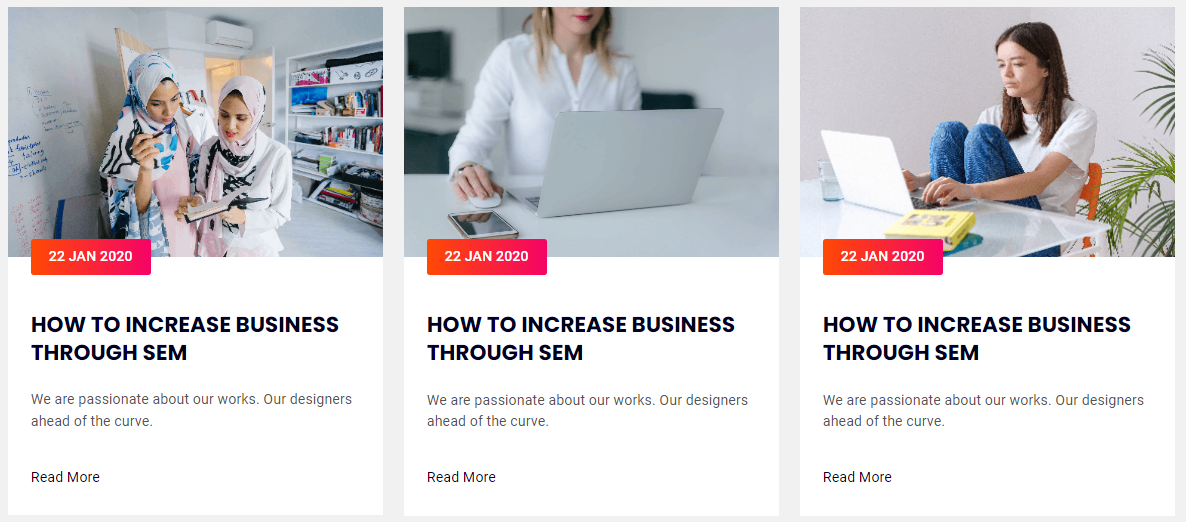 22 JAN 2020
HOW TO INCREASE BUSINESS
THROUGH SEM
We are passionate about our works. Our designers
ahead of the curve.
Read More
22 JAN 2020
HOW TO INCREASE BUSINESS
THROUGH SEM
We are passionate about our works. Our designers
ahead of the curve.
Read More
22 JAN 2020
HOW TO INCREASE BUSINESS
THROUGH SEM
We are passionate about our works. Our designers
ahead of the curve.
Read More